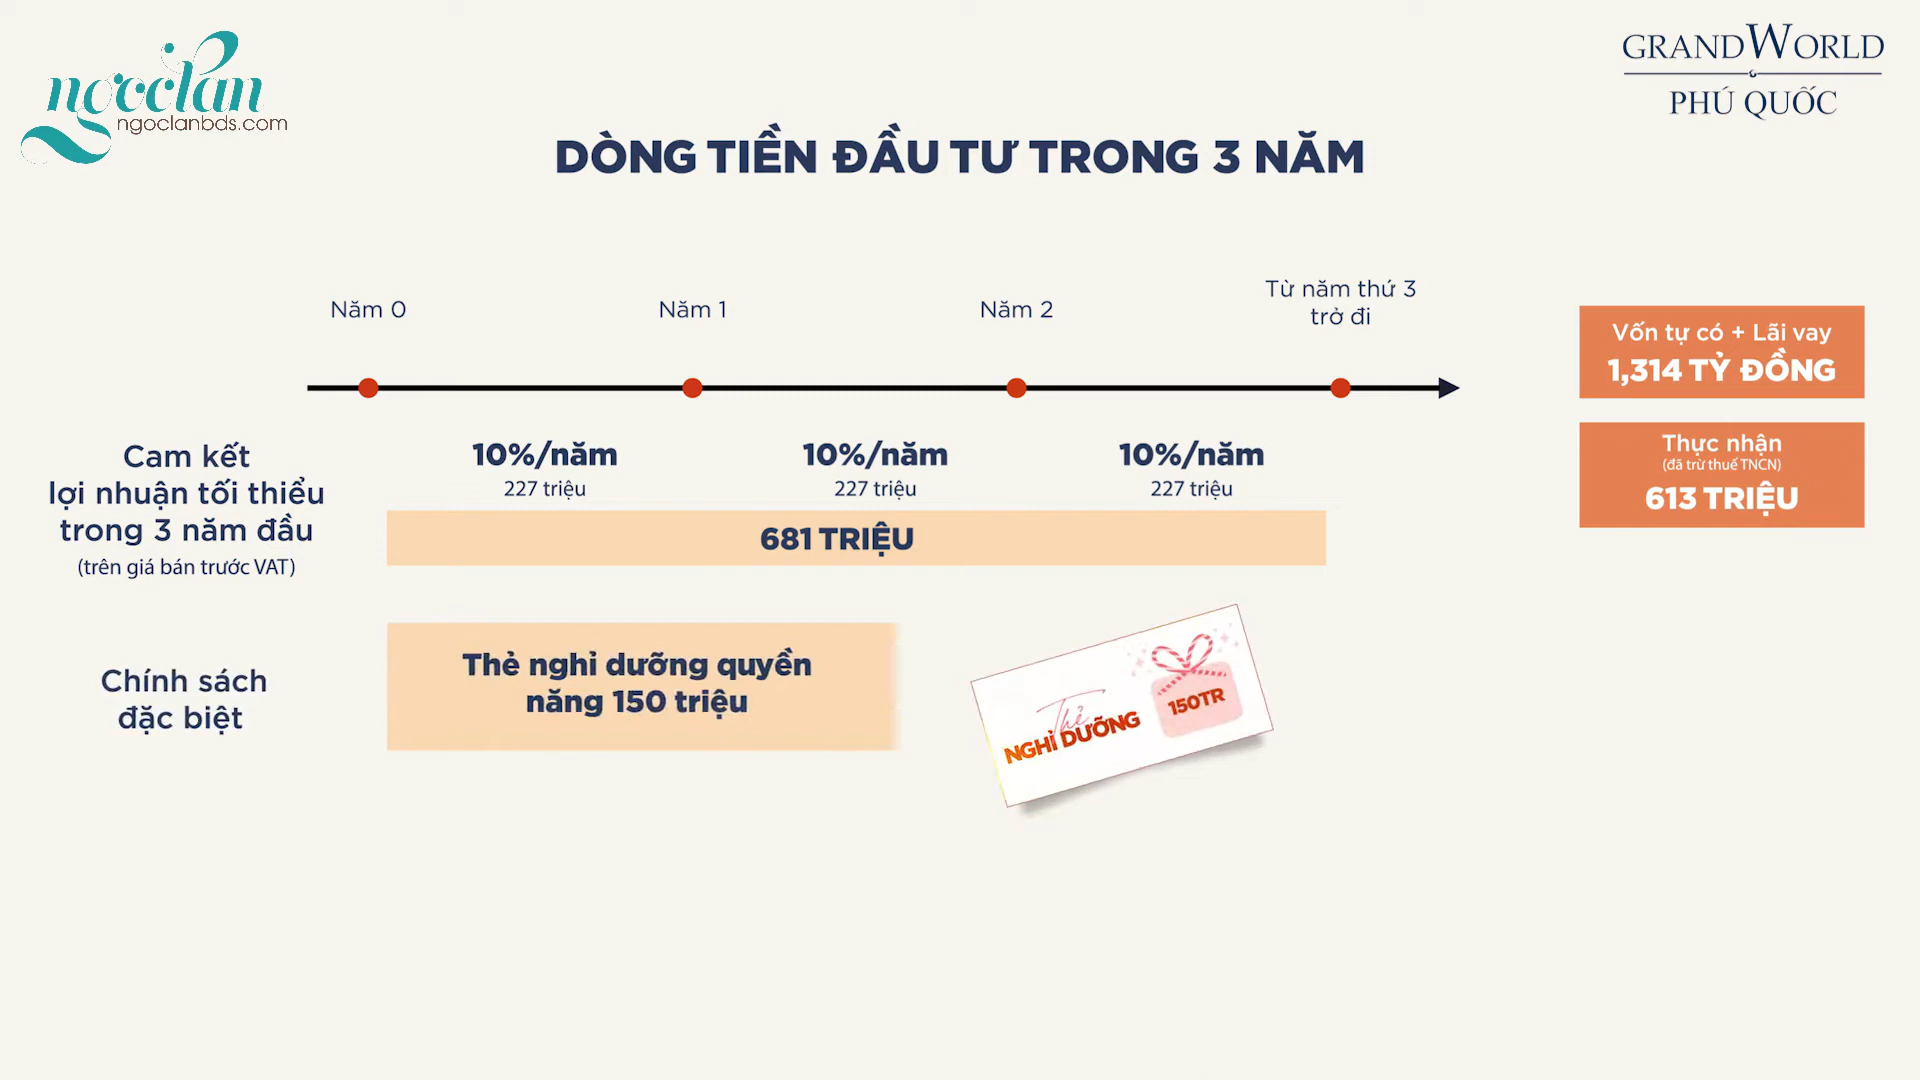 ngọclan
ngoclanbds.com
GRANDWORLD
PHÚ QUỐC
DÒNG TIỀN ĐẦU TƯ TRONG 3 NĂM
Năm 0
Năm 1
Năm 2
Từ năm thứ 3
trở đi
Vốn tự có + Lãi vay
1,314 TỶ ĐỒNG
Thực nhận
(đã trừ thuế TNCN)
613 TRIỆU
Cam kết
lợi nhuận tối thiểu
trong 3 năm đầu
(trên giá bán trước VAT)
10%/năm
227 triệu
10%/năm
227 triệu
10%/năm
227 triệu
681 TRIỆU
Chính sách
đặc biệt
Thẻ nghỉ dưỡng quyền
năng 150 triệu
Thẻ
NGHỈ DƯỠNG
150TR